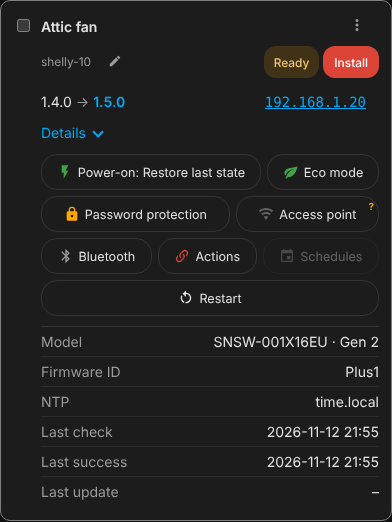 Attic fan
shelly-10
Ready
Install
1.4.0 → 1.5.0
192.168.1.20
Details
Power-on: Restore last state
Eco mode
Password protection
Access point
?
Bluetooth
Actions
Schedules
Restart
Model
SNSW-001X16EU · Gen 2
Firmware ID
Plus1
NTP
time.local
Last check
2026-11-12 21:55
Last success
2026-11-12 21:55
Last update
–